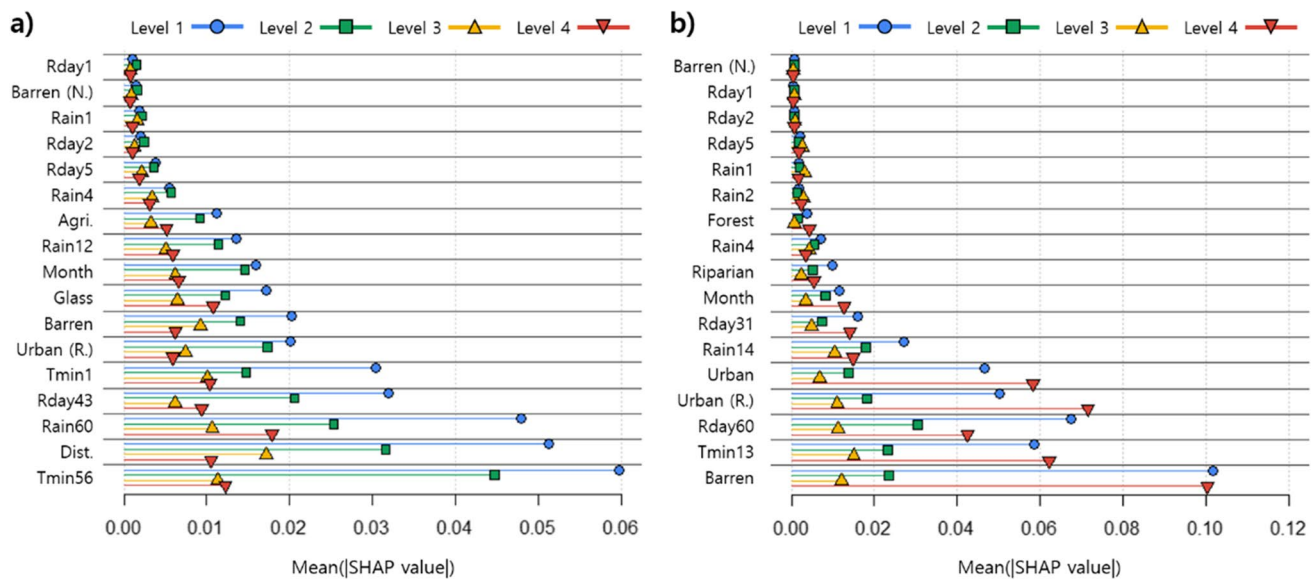 a)
Level 1 Level 2 Level 3 Level 4
Rday1
Barren (N.)
Rain1
Rday2
Rday5
Rain4
Agri.
Rain12
Month
Glass
Barren
Urban (R.)
Tmin1
Rday43
Rain60
Dist.
Tmin56
0.00 0.01 0.02 0.03 0.04 0.05 0.06
Mean(|SHAP value|)
b)
Level 1 Level 2 Level 3 Level 4
Barren (N.)
Rday1
Rday2
Rday5
Rain1
Rain2
Forest
Rain4
Riparian
Month
Rday31
Rain14
Urban
Urban (R.)
Rday60
Tmin13
Barren
0.00 0.02 0.04 0.06 0.08 0.10 0.12
Mean(|SHAP value|)